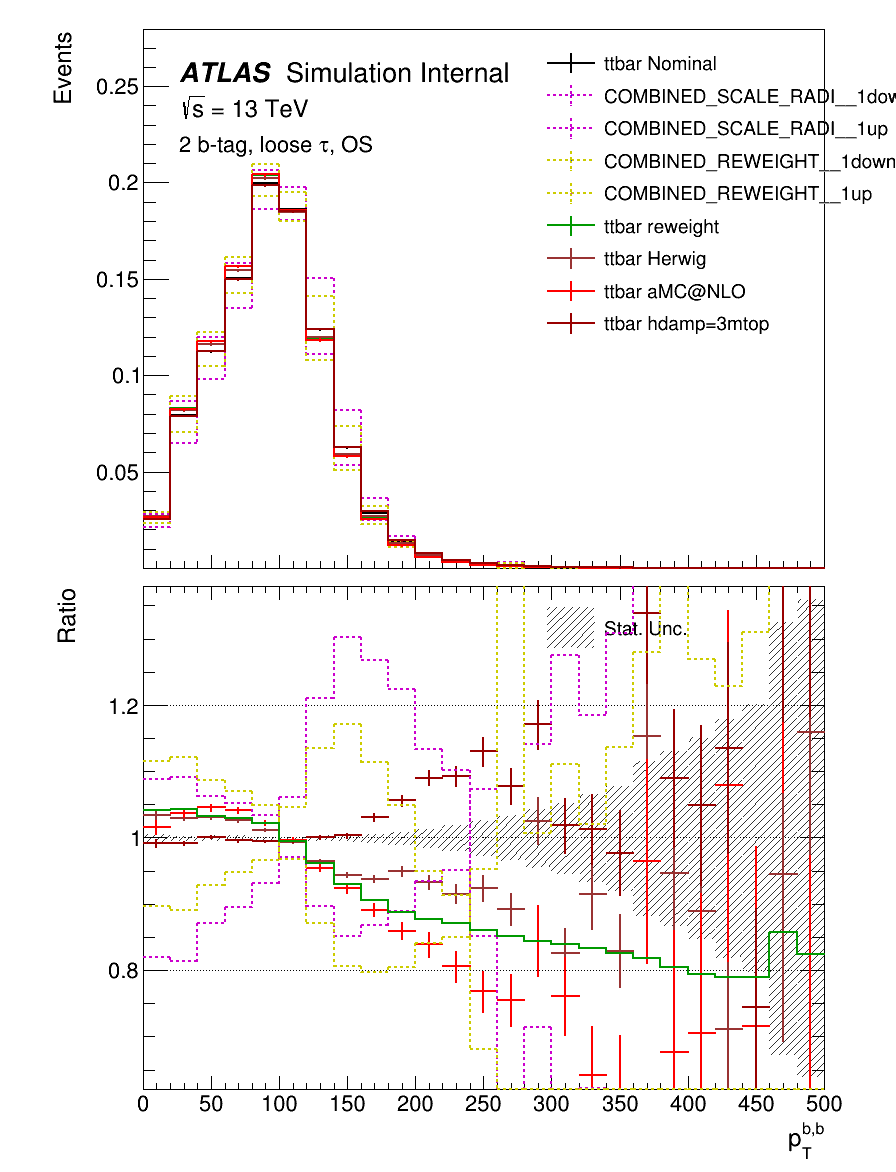 Events
0.25
0.2
0.15
0.1
0.05
ATLAS Simulation Internal
√s = 13 TeV
2 b-tag, loose τ, OS
ttbar Nominal
COMBINED_SCALE_RADI__1dow
COMBINED_SCALE_RADI__1up
COMBINED_REWEIGHT__1down
COMBINED_REWEIGHT__1up
ttbar reweight
ttbar Herwig
ttbar aMC@NLO
ttbar hdamp=3mtop
Ratio
Stat. Unc.
1.2
1
0.8
0 50 100 150 200 250 300 350 400 450 500
p_T^{b,b}